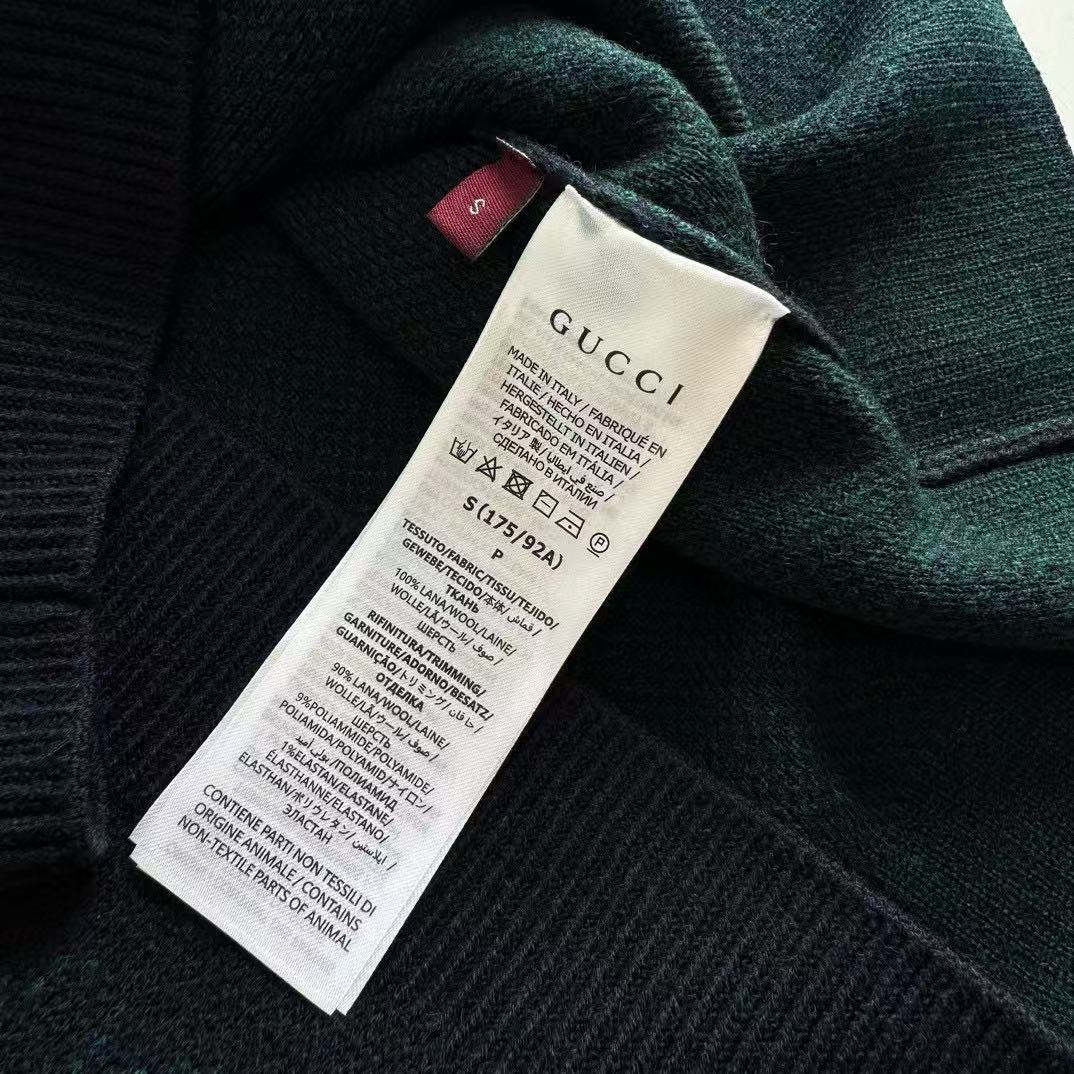 S
GUCCI
MADE IN ITALY / FABRIQUÉ EN
ITALIE / HECHO EN ITALIA /
HERGESTELLT IN ITALIEN
FABRICADO EM ITÁLIA /
イタリア 製 / صنع في ايطاليا /
СДЕЛАНО В ИТАЛИИ
P
S (175/92A)
P
TESSUTO/FABRIC/TISSU/TEJIDO/
GEWEBE/TECIDO/本体/ قماش /
ТКАНЬ
100% LANA/WOOL/LAINE/
WOLLE/LÃ/ウール/ صوف /
ШЕРСТЬ
RIFINITURA/TRIMMING/
GARNITURE/ADORNO/BESATZ/
GUARNIÇÃO/トリミング/ حافان /
ОТДЕЛКА
90% LANA/WOOL/LAINE/
WOLLE/LÃ/ウール/ صوف /
ШЕРСТЬ
9%POLIAMMIDE/POLYAMIDE/
POLIAMIDA/POLYAMID/ナイロン/
بولي أميد/ПОЛИАМИД
1%ELASTAN/ELASTANE/
ÉLASTHANNE/ELASTANO/
ELASTHAN/ポリウレタン/ ايلاستين /
ЭЛАСТАН
CONTIENE PARTI NON TESSILI DI
ORIGINE ANIMALE / CONTAINS
NON-TEXTILE PARTS OF ANIMAL